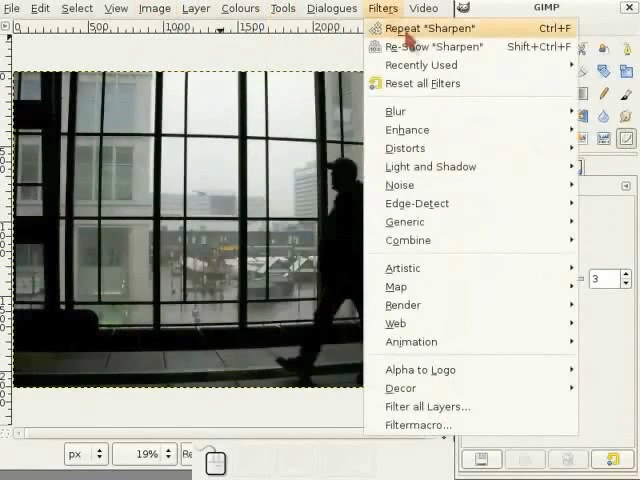 File Edit Select View Image Layer Colours Tools Dialogues Filters Video GIMP
0 500 1000 1500 2000
Repeat "Sharpen" Ctrl+F
Re-Show "Sharpen" Shift+Ctrl+F
Recently Used
Reset all Filters
Blur
Enhance
Distorts
Light and Shadow
Noise
Edge-Detect
Generic
Combine
3
Artistic
Map
Render
Web
Animation
Alpha to Logo
Decor
Filter all Layers...
Filtermacro...
px 19% Re